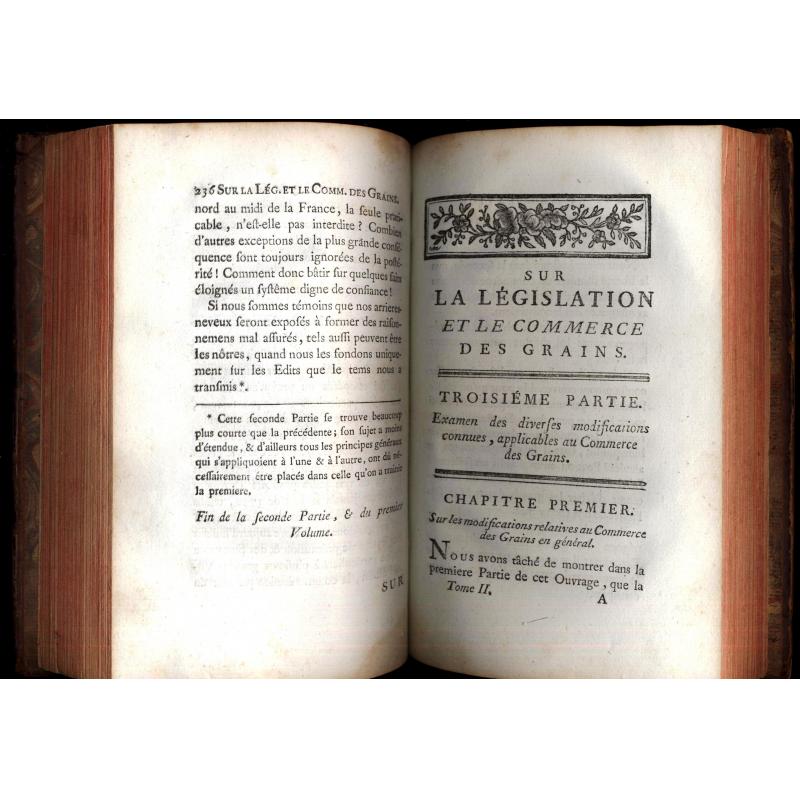 236 SUR LA LÉG. ET LE COMM. DES GRAINS.
nord au midi de la France, la ſeule prati-
cable, n'eſt-elle pas interdite ? Combien
d'autres exceptions de la plus grande conſé-
quence ſont toujours ignorées de la poſté-
rité ! Comment donc bâtir ſur quelques faits
éloignés un ſyſtême digne de confiance !
Si nous ſommes témoins que nos arrieres-
neveux ſeront expoſés à former des raiſon-
nemens mal aſſurés, tels auſſi peuvent être
les nôtres, quand nous les fondons unique-
ment ſur les Edits que le tems nous a
tranſmis *.
* Cette ſeconde Partie ſe trouve beaucoup
plus courte que la précédente ; ſon ſujet a moins
d'étendue, & d'ailleurs tous les principes généraux
qui s'appliquoient à l'une & à l'autre, ont dû né-
ceſſairement être placés dans celle qu'on a traitée
la premiere.
Fin de la ſeconde Partie, & du premier
Volume.
SUR
SUR
LA LÉGISLATION
ET LE COMMERCE
DES GRAINS.
TROISIÉME PARTIE.
Examen des diverſes modifications
connues, applicables au Commerce
des Grains.
CHAPITRE PREMIER.
Sur les modifications relatives au Commerce
des Grains en général.
NOUS avons tâché de montrer dans la
premiere Partie de cet Ouvrage, que la
Tome II. A